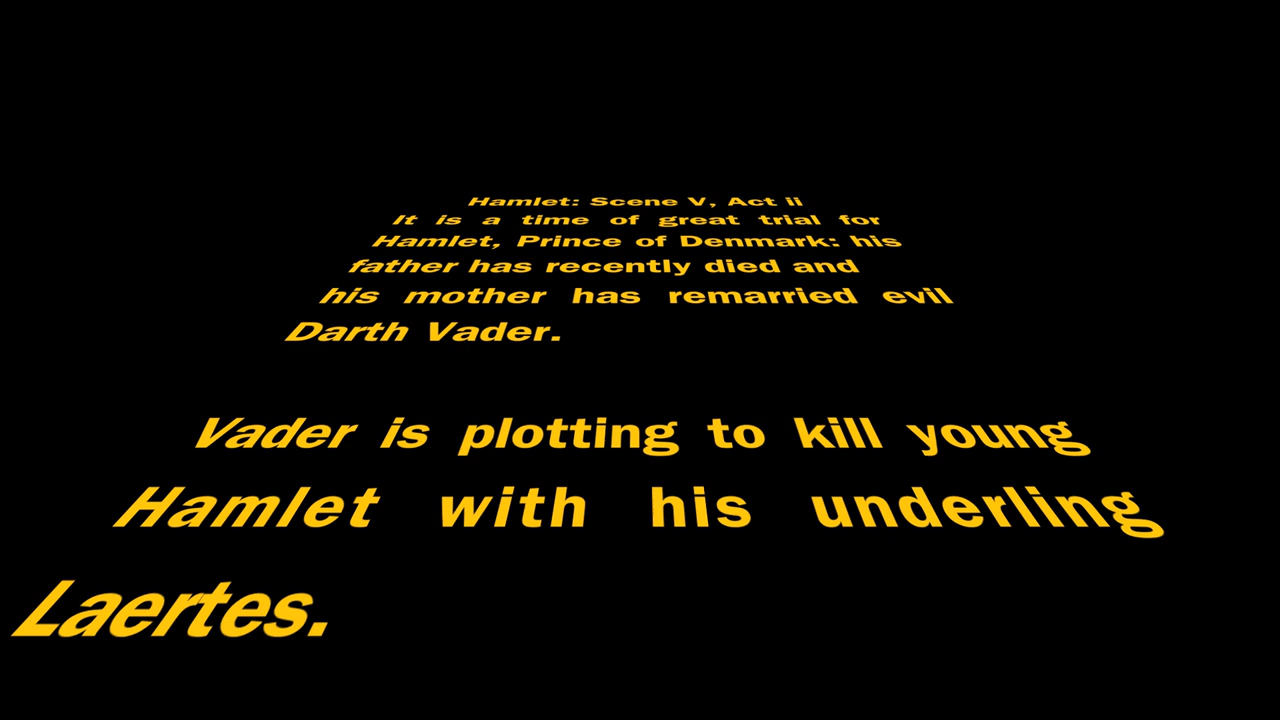 Hamlet: Scene V, Act ii
It is a time of great trial for
Hamlet, Prince of Denmark: his
father has recently died and
his mother has remarried evil
Darth Vader.
Vader is plotting to kill young
Hamlet with his underling
Laertes.